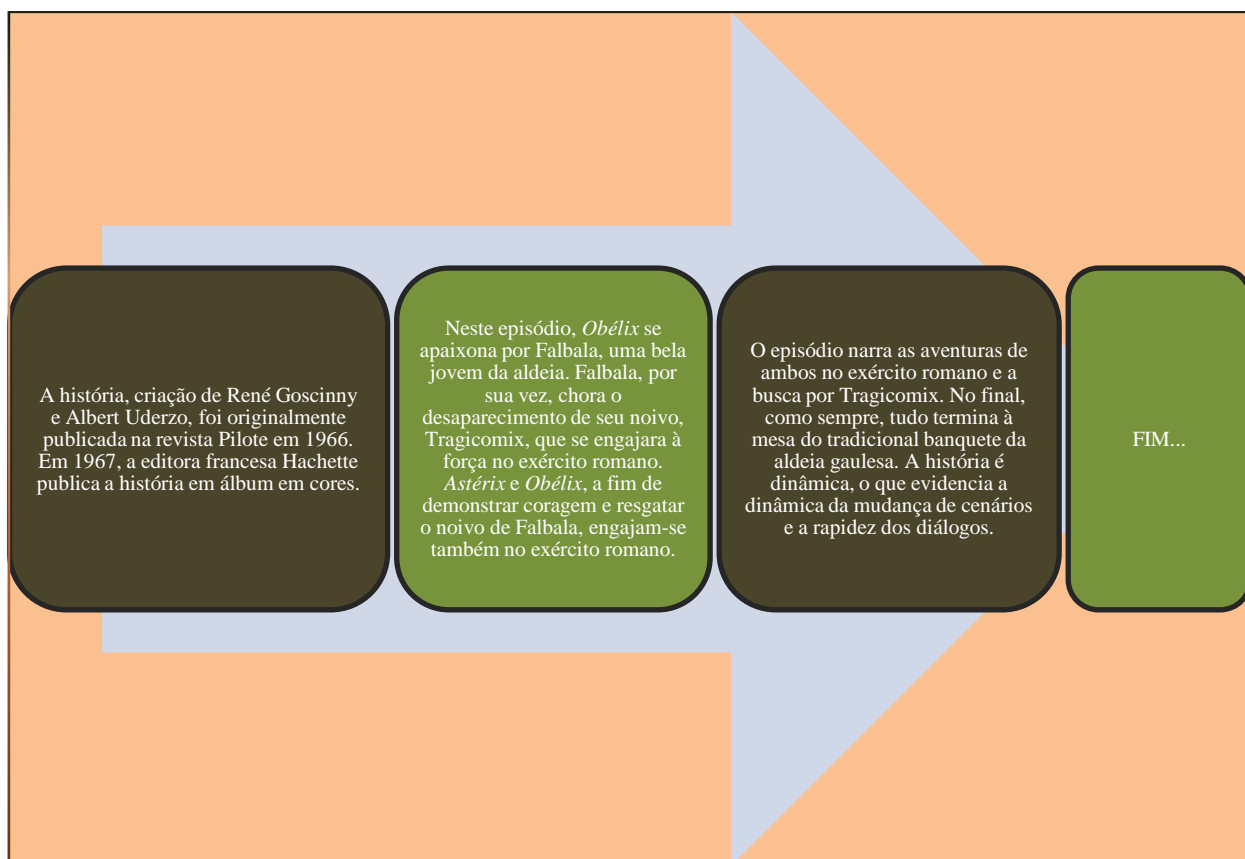 A história, criação de René Goscinny
e Albert Uderzo, foi originalmente
publicada na revista Pilote em 1966.
Em 1967, a editora francesa Hachette
publica a história em álbum em cores.
Neste episódio, Obélix se
apaixona por Falbala, uma bela
jovem da aldeia. Falbala, por
sua vez, chora o
desaparecimento de seu noivo,
Tragicomix, que se engajara à
força no exército romano.
Astérix e Obélix, a fim de
demonstrar coragem e resgatar
o noivo de Falbala, engajam-se
também no exército romano.
O episódio narra as aventuras de
ambos no exército romano e a
busca por Tragicomix. No final,
como sempre, tudo termina à
mesa do tradicional banquete da
aldeia gaulesa. A história é
dinâmica, o que evidencia a
dinâmica da mudança de cenários
e a rapidez dos diálogos.
FIM...